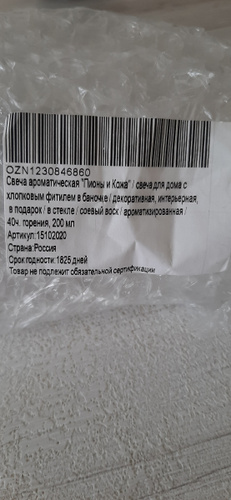 OZN1230846860
Свеча ароматическая "Пионы и Кожа" / свеча для дома с
хлопковым фитилем в баночке / декоративная, интерьерная,
в подарок / в стекле / соевый воск / ароматизированная /
40ч. горения, 200 мл
Артикул:15102020
Страна:Россия
Срок годности: 1825 дней
Товар не подлежит обязательной сертификации